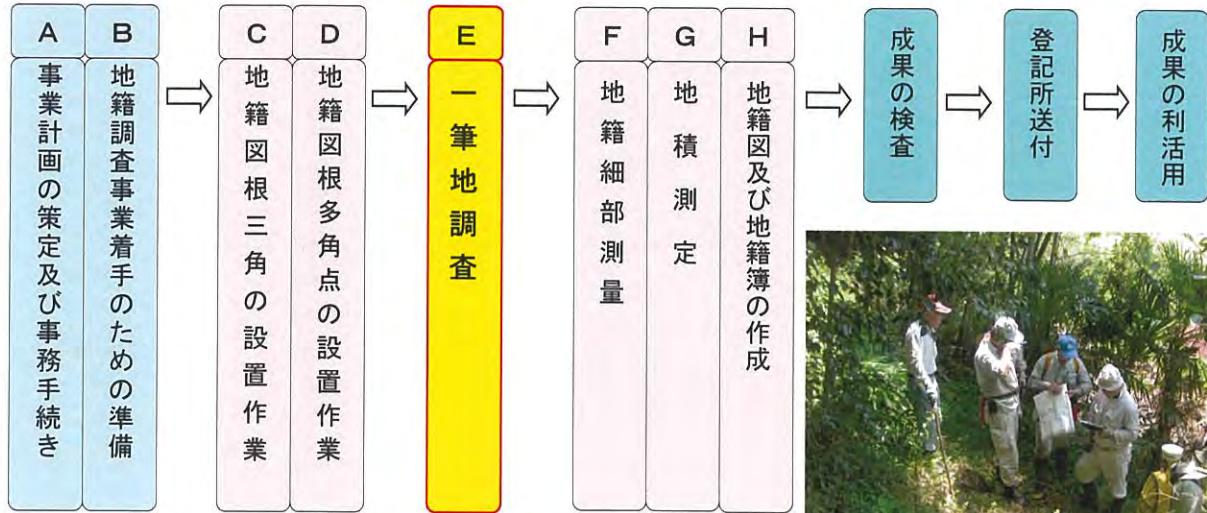 A
事業計画の策定及び事務手続き
B
地籍調査事業着手のための準備
C
地籍図根三角の設置作業
D
地籍図根多角点の設置作業
E
一筆地調査
F
地籍細部測量
G
地積測定
H
地籍図及び地籍簿の作成
成果の検査
登記所送付
成果の利活用